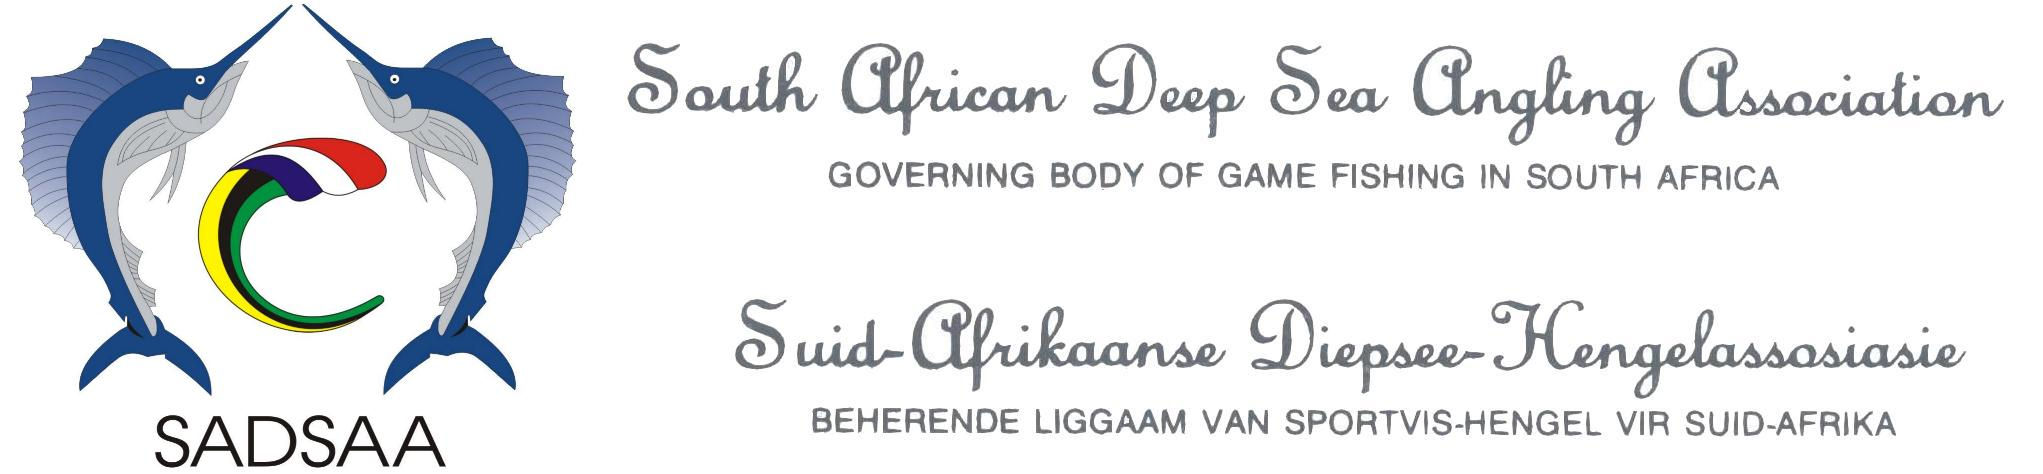 South African Deep Sea Angling Association
GOVERNING BODY OF GAME FISHING IN SOUTH AFRICA
Suid-Afrikaanse Diepsee-Hengelassosiasie
BEHERENDE LIGGAAM VAN SPORTVIS-HENGEL VIR SUID-AFRIKA
SADSAA